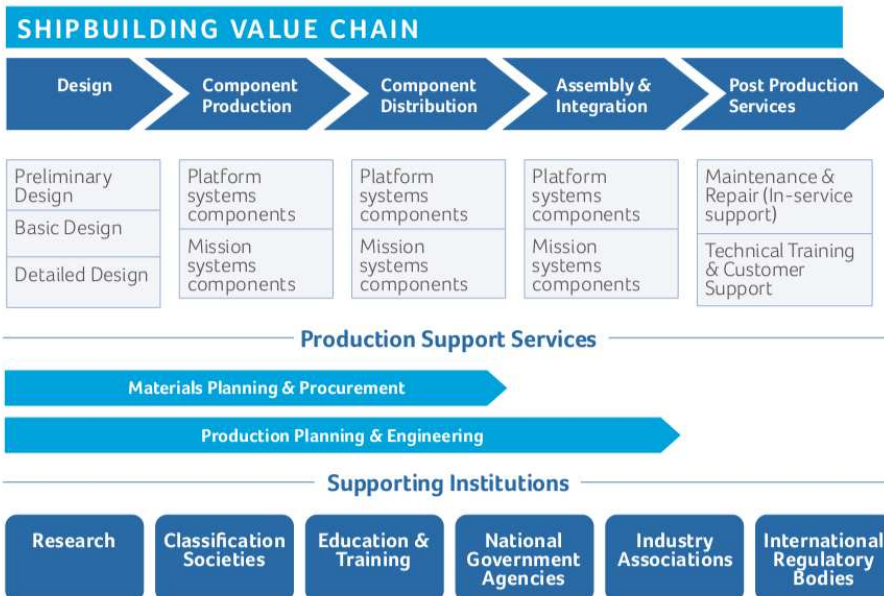 SHIPBUILDING VALUE CHAIN
Design
Component
Production
Component
Distribution
Assembly &
Integration
Post Production
Services
Preliminary
Design
Basic Design
Detailed Design
Platform
systems
components
Mission
systems
components
Platform
systems
components
Mission
systems
components
Platform
systems
components
Mission
systems
components
Maintenance &
Repair (In-service
support)
Technical Training
& Customer
Support
Production Support Services
Materials Planning & Procurement
Production Planning & Engineering
Supporting Institutions
Research
Classification
Societies
Education &
Training
National
Government
Agencies
Industry
Associations
International
Regulatory
Bodies